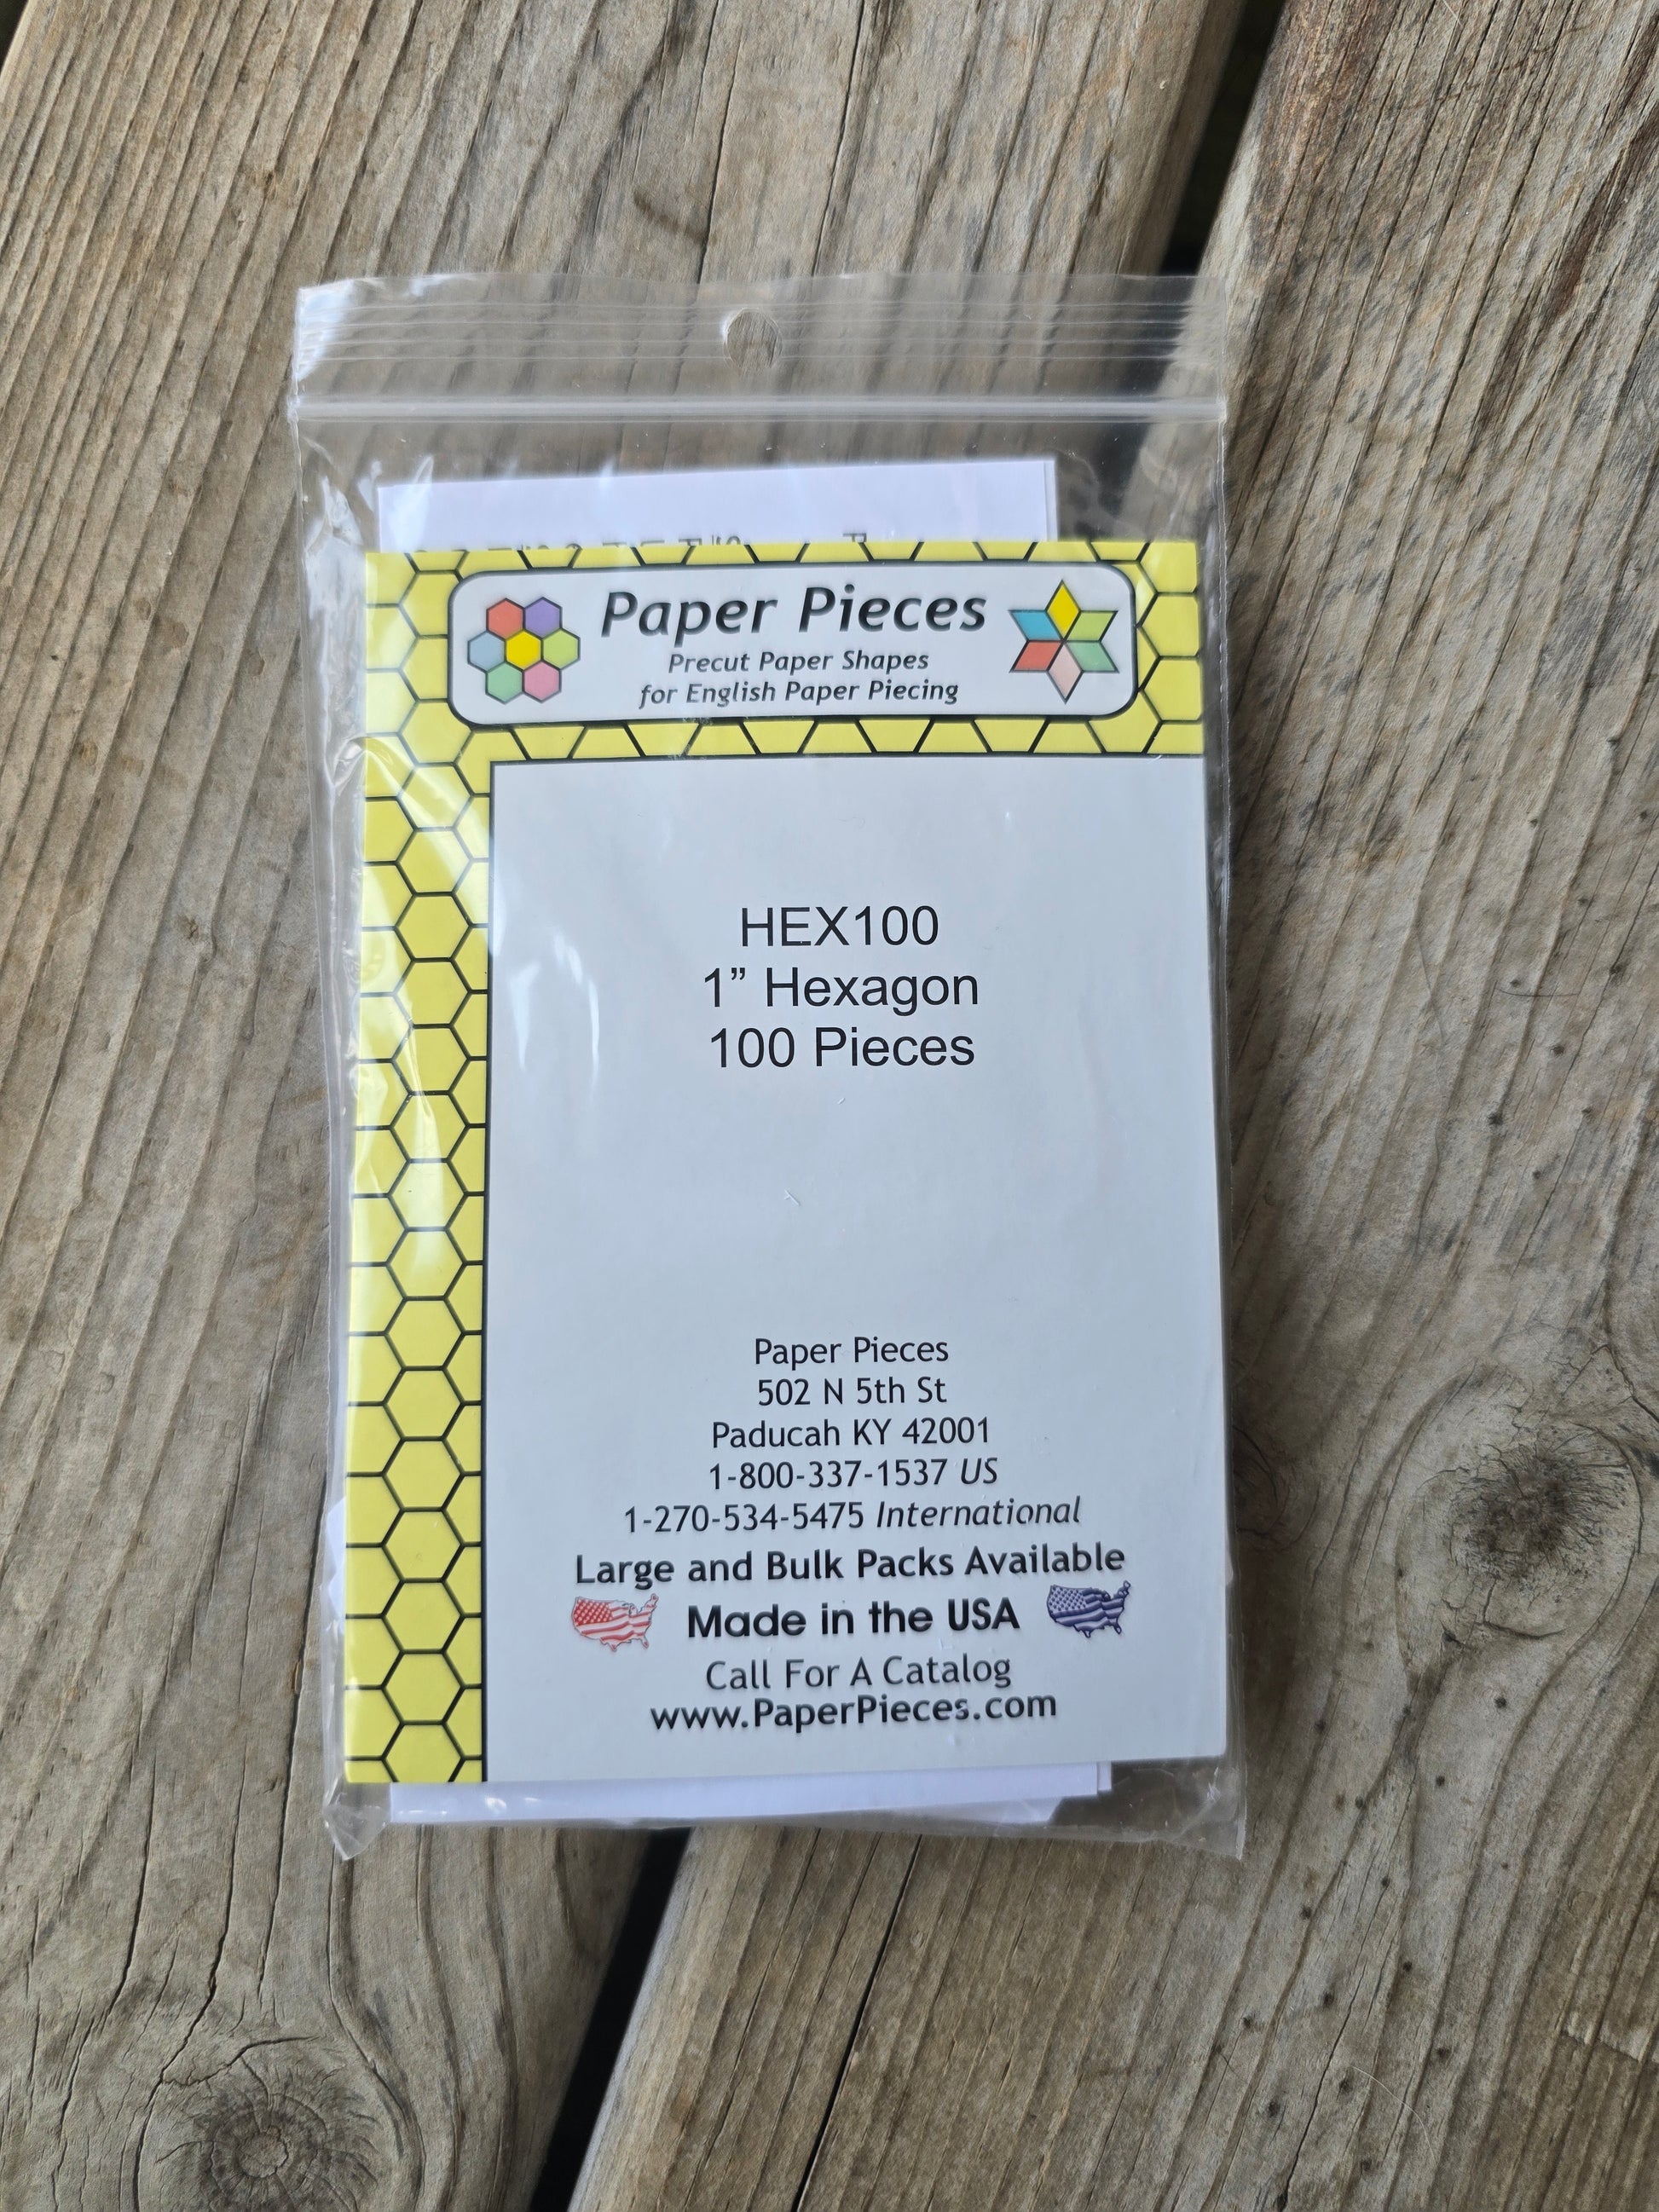 Paper Pieces
Precut Paper Shapes
for English Paper Piecing
HEX100
1” Hexagon
100 Pieces
Paper Pieces
502 N 5th St
Paducah KY 42001
1-800-337-1537 US
1-270-534-5475 International
Large and Bulk Packs Available
Made in the USA
Call For A Catalog
www.PaperPieces.com